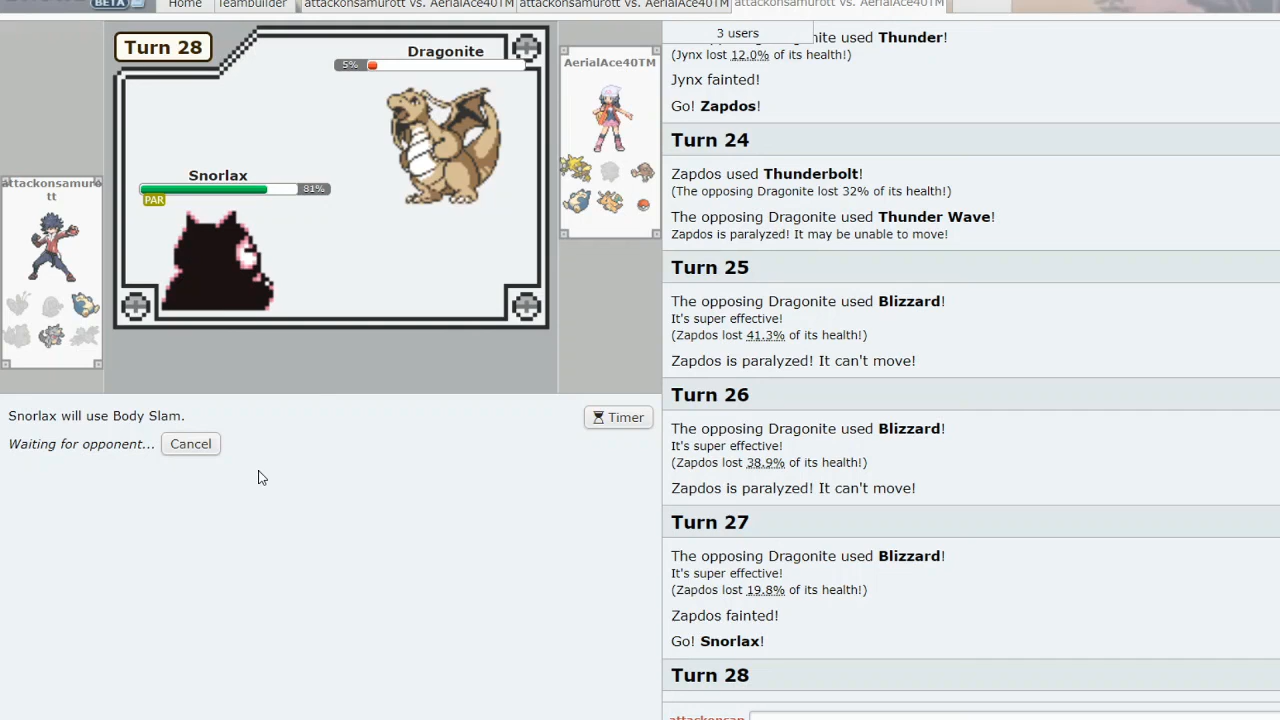 BETA
Home
Teambuilder
attackonsamurott vs. AerialAce40TM
attackonsamurott vs. AerialAce40TM
attackonsamurott vs. AerialAce40TM
Turn 28
Dragonite
5%
Snorlax
81%
PAR
attackonsamuro
tt
AerialAce40TM
Snorlax will use Body Slam.
Timer
Waiting for opponent...
Cancel
3 users
Dragonite used Thunder!
(Jynx lost 12.0% of its health!)
Jynx fainted!
Go! Zapdos!
Turn 24
Zapdos used Thunderbolt!
(The opposing Dragonite lost 32% of its health!)
The opposing Dragonite used Thunder Wave!
Zapdos is paralyzed! It may be unable to move!
Turn 25
The opposing Dragonite used Blizzard!
It's super effective!
(Zapdos lost 41.3% of its health!)
Zapdos is paralyzed! It can't move!
Turn 26
The opposing Dragonite used Blizzard!
It's super effective!
(Zapdos lost 38.9% of its health!)
Zapdos is paralyzed! It can't move!
Turn 27
The opposing Dragonite used Blizzard!
It's super effective!
(Zapdos lost 19.8% of its health!)
Zapdos fainted!
Go! Snorlax!
Turn 28